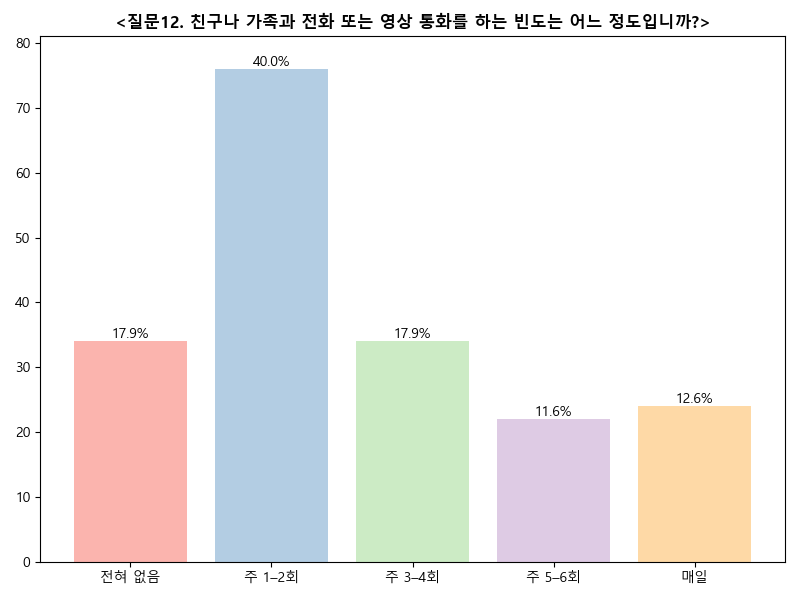 <질문12. 친구나 가족과 전화 또는 영상 통화를 하는 빈도는 어느 정도입니까?>
80
70
60
50
40
30
20
10
0
17.9%
40.0%
17.9%
11.6%
12.6%
전혀 없음
주 1–2회
주 3–4회
주 5–6회
매일